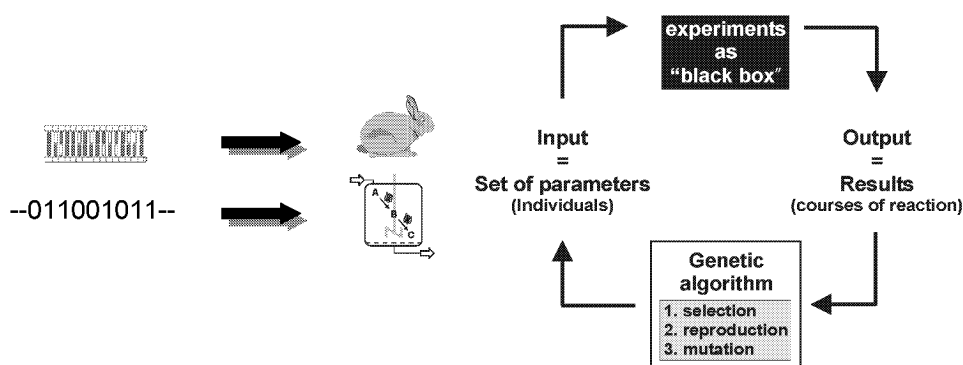 --011001011--
A
B
C
experiments
as
“black box”
Input
=
Set of parameters
(Individuals)
Output
=
Results
(courses of reaction)
Genetic
algorithm
1. selection
2. reproduction
3. mutation